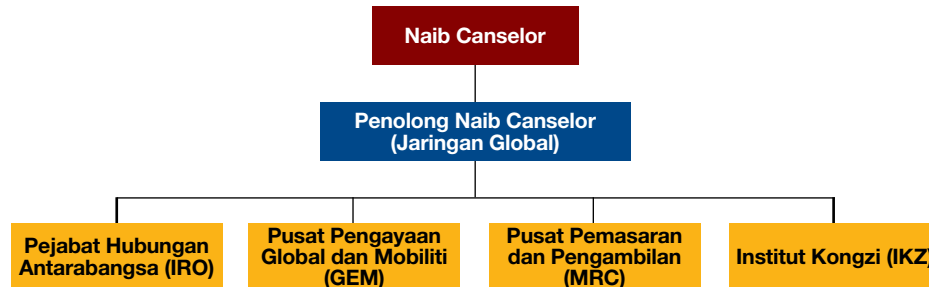 Naib Canselor
Penolong Naib Canselor
(Jaringan Global)
Pejabat Hubungan
Antarabangsa (IRO)
Pusat Pengayaan
Global dan Mobiliti
(GEM)
Pusat Pemasaran
dan Pengambilan
(MRC)
Institut Kongzi (IKZ)